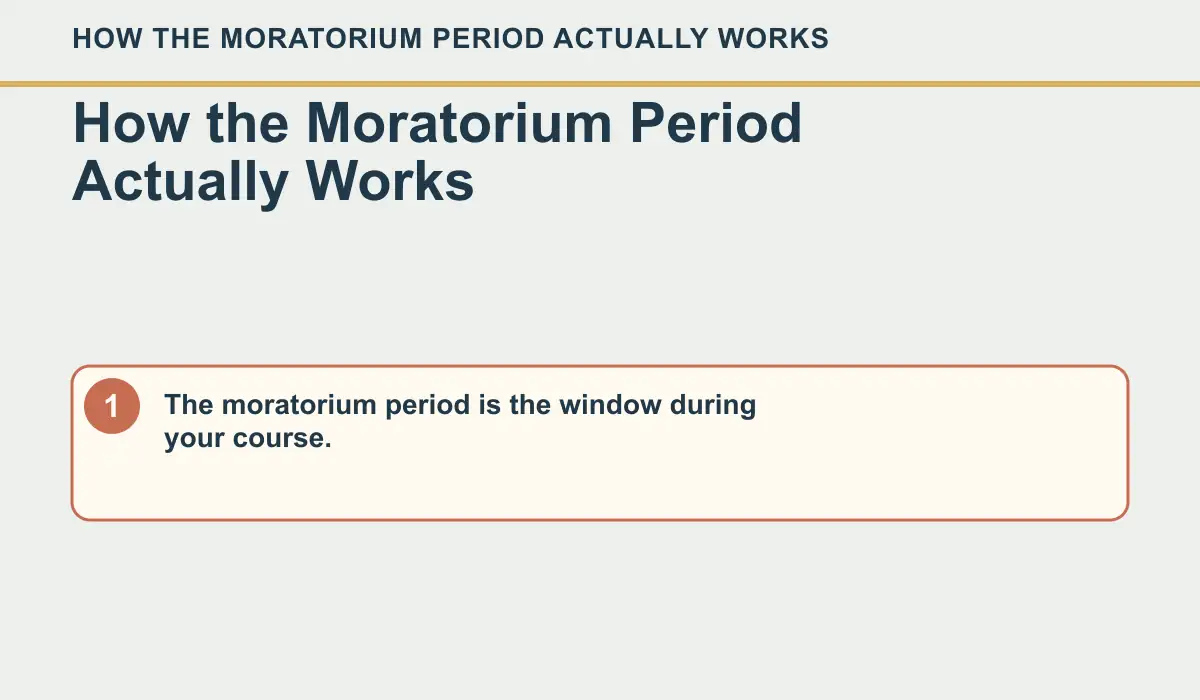 HOW THE MORATORIUM PERIOD ACTUALLY WORKS
How the Moratorium Period
Actually Works
1
The moratorium period is the window during
your course.